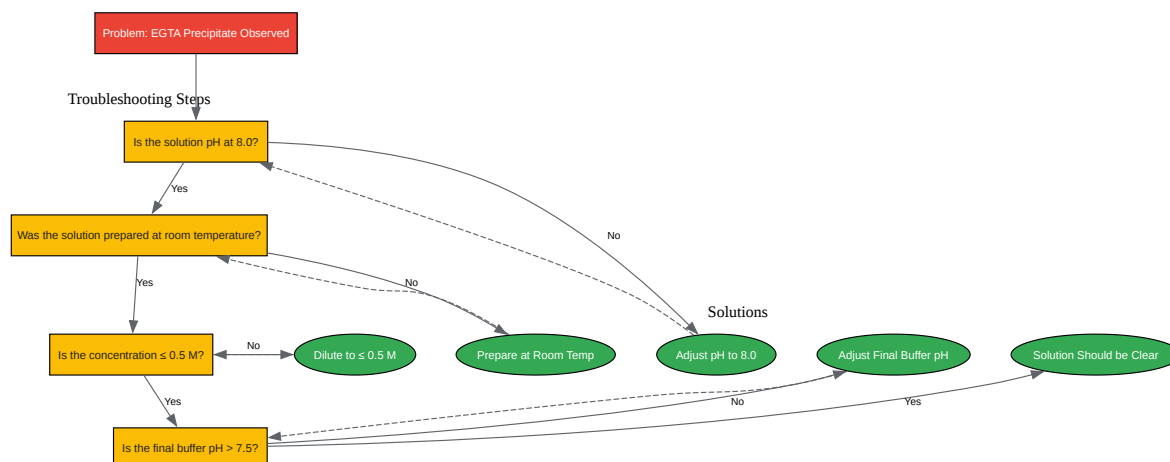 Problem: EGTA Precipitate Observed
Troubleshooting Steps
Is the solution pH at 8.0?
Yes
Was the solution prepared at room temperature?
No
Yes
No
Solutions
Is the concentration ≤ 0.5 M?
No
Dilute to ≤ 0.5 M
Prepare at Room Temp
Adjust pH to 8.0
Adjust Final Buffer pH
Solution Should be Clear
Yes
No
Yes
Is the final buffer pH > 7.5?